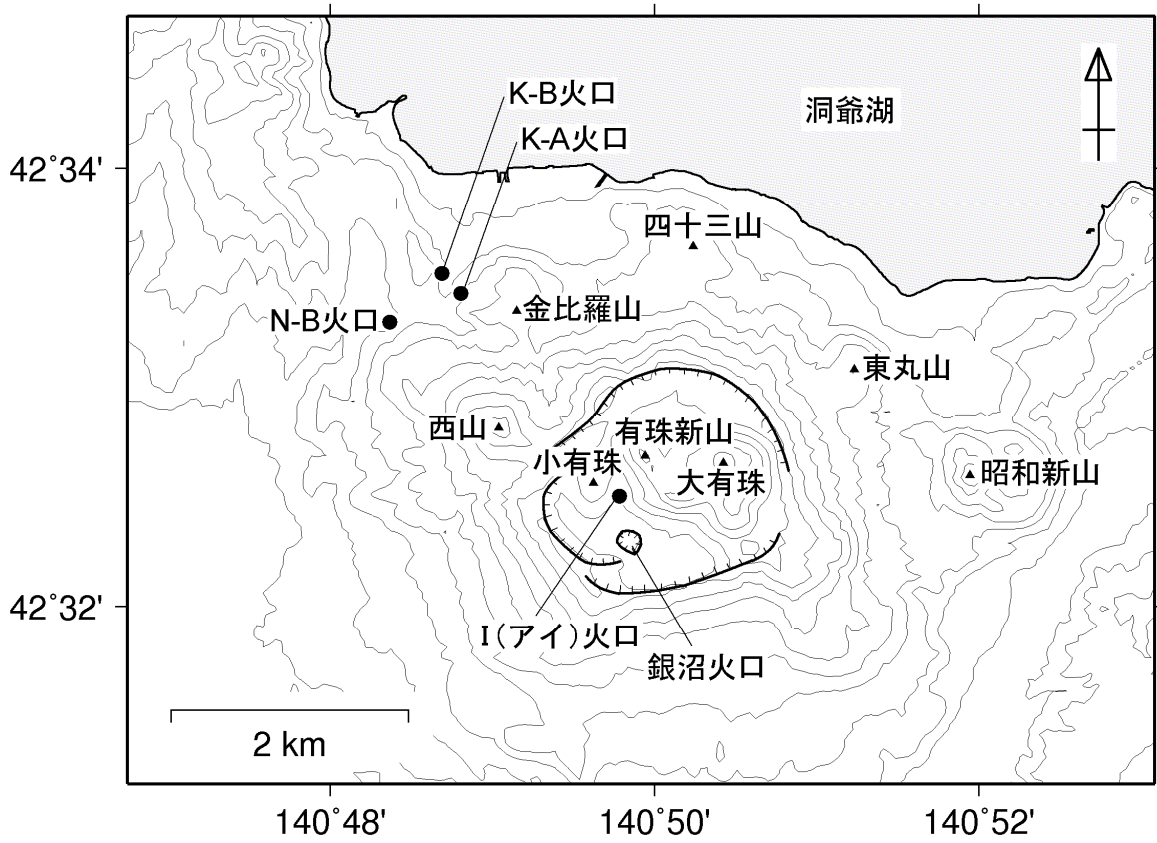 K-B火口
K-A火口
洞爺湖
42˚34'
四十三山
金比羅山
N-B火口
東丸山
西山
有珠新山
小有珠
大有珠
昭和新山
42˚32'
I(アイ)火口
銀沼火口
2 km
140˚48'
140˚50'
140˚52'